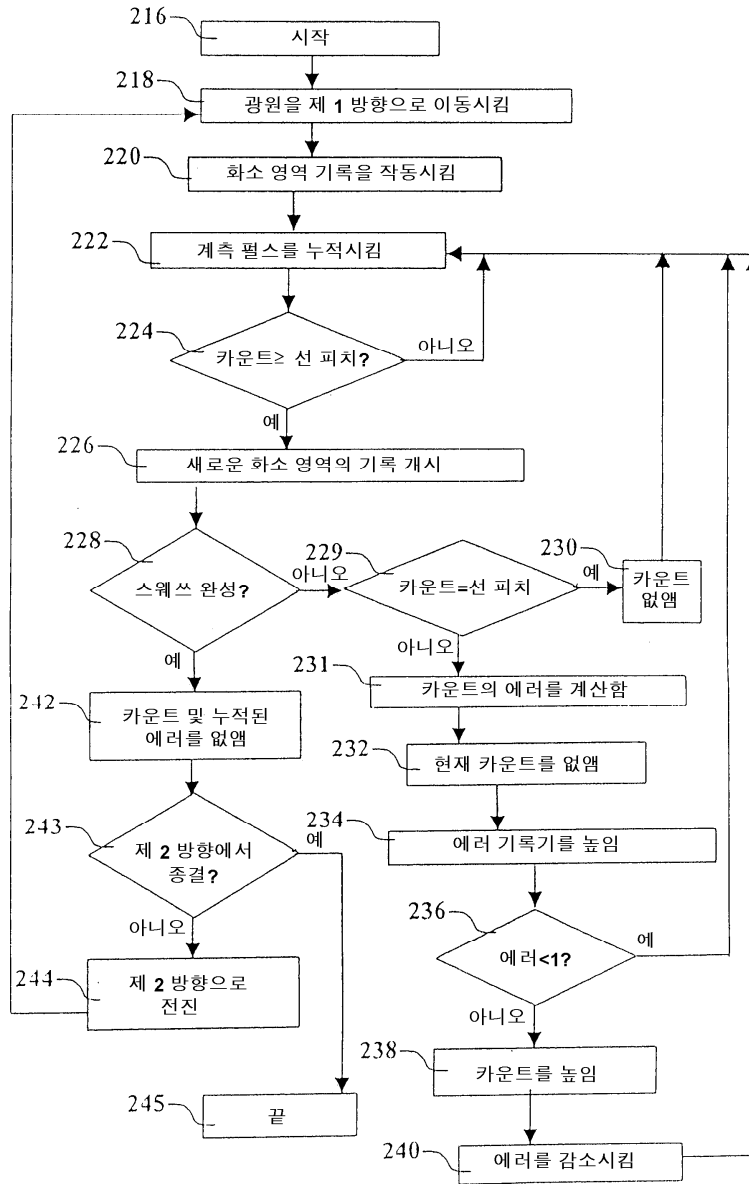 216
시작
218
광원을 제 1 방향으로 이동시킴
220
화소 영역 기록을 작동시킴
222
계측 펄스를 누적시킴
224
카운트≥ 선 피치?
아니오
예
226
새로운 화소 영역의 기록 개시
228
스웨쓰 완성?
아니오
229
카운트=선 피치
예
230
카운트
없앰
예
아니오
231
카운트의 에러를 계산함
242
카운트 및 누적된
에러를 없앰
232
현재 카운트를 없앰
243
제 2 방향에서
종결?
예
234
에러 기록기를 높임
아니오
236
에러<1?
에
244
제 2 방향으로
전진
아니오
238
카운트를 높임
245
끝
240
에러를 감소시킴